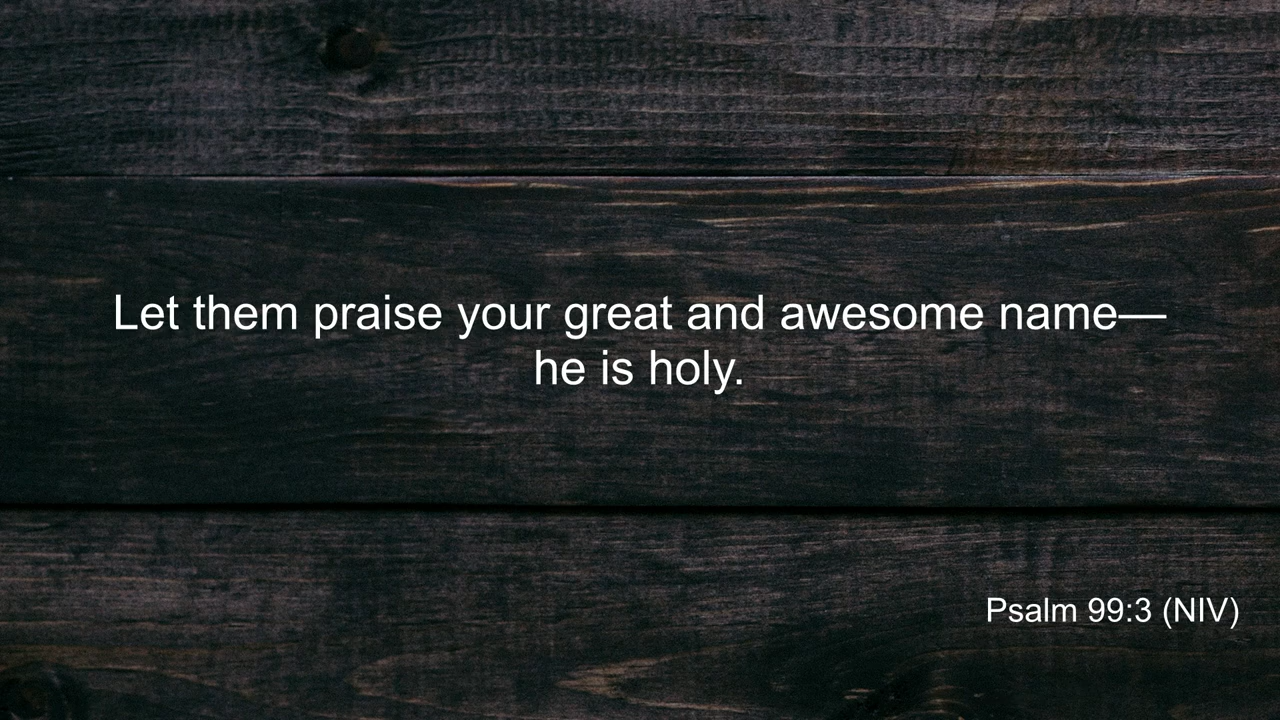 Let them praise your great and awesome name—
he is holy.
Psalm 99:3 (NIV)